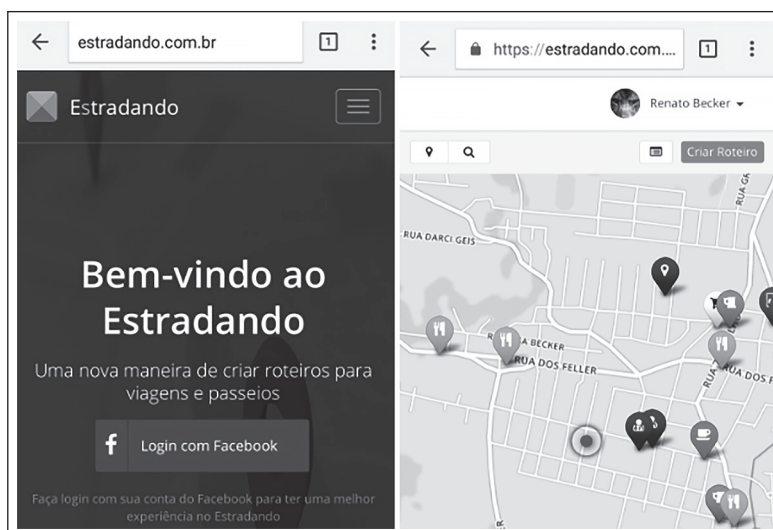 estradando.com.br
1
Estradando
Bem-vindo ao
Estradando
Uma nova maneira de criar roteiros para
viagens e passeios
f
Login com Facebook
Faça login com sua conta do Facebook para ter uma melhor
experiência no Estradando
https://estradando.com....
1
Renato Becker
Criar Roteiro
RUA DARCI GEIS
RUA GR
BECKER
RUA DOS FELLER
RUA DOS F